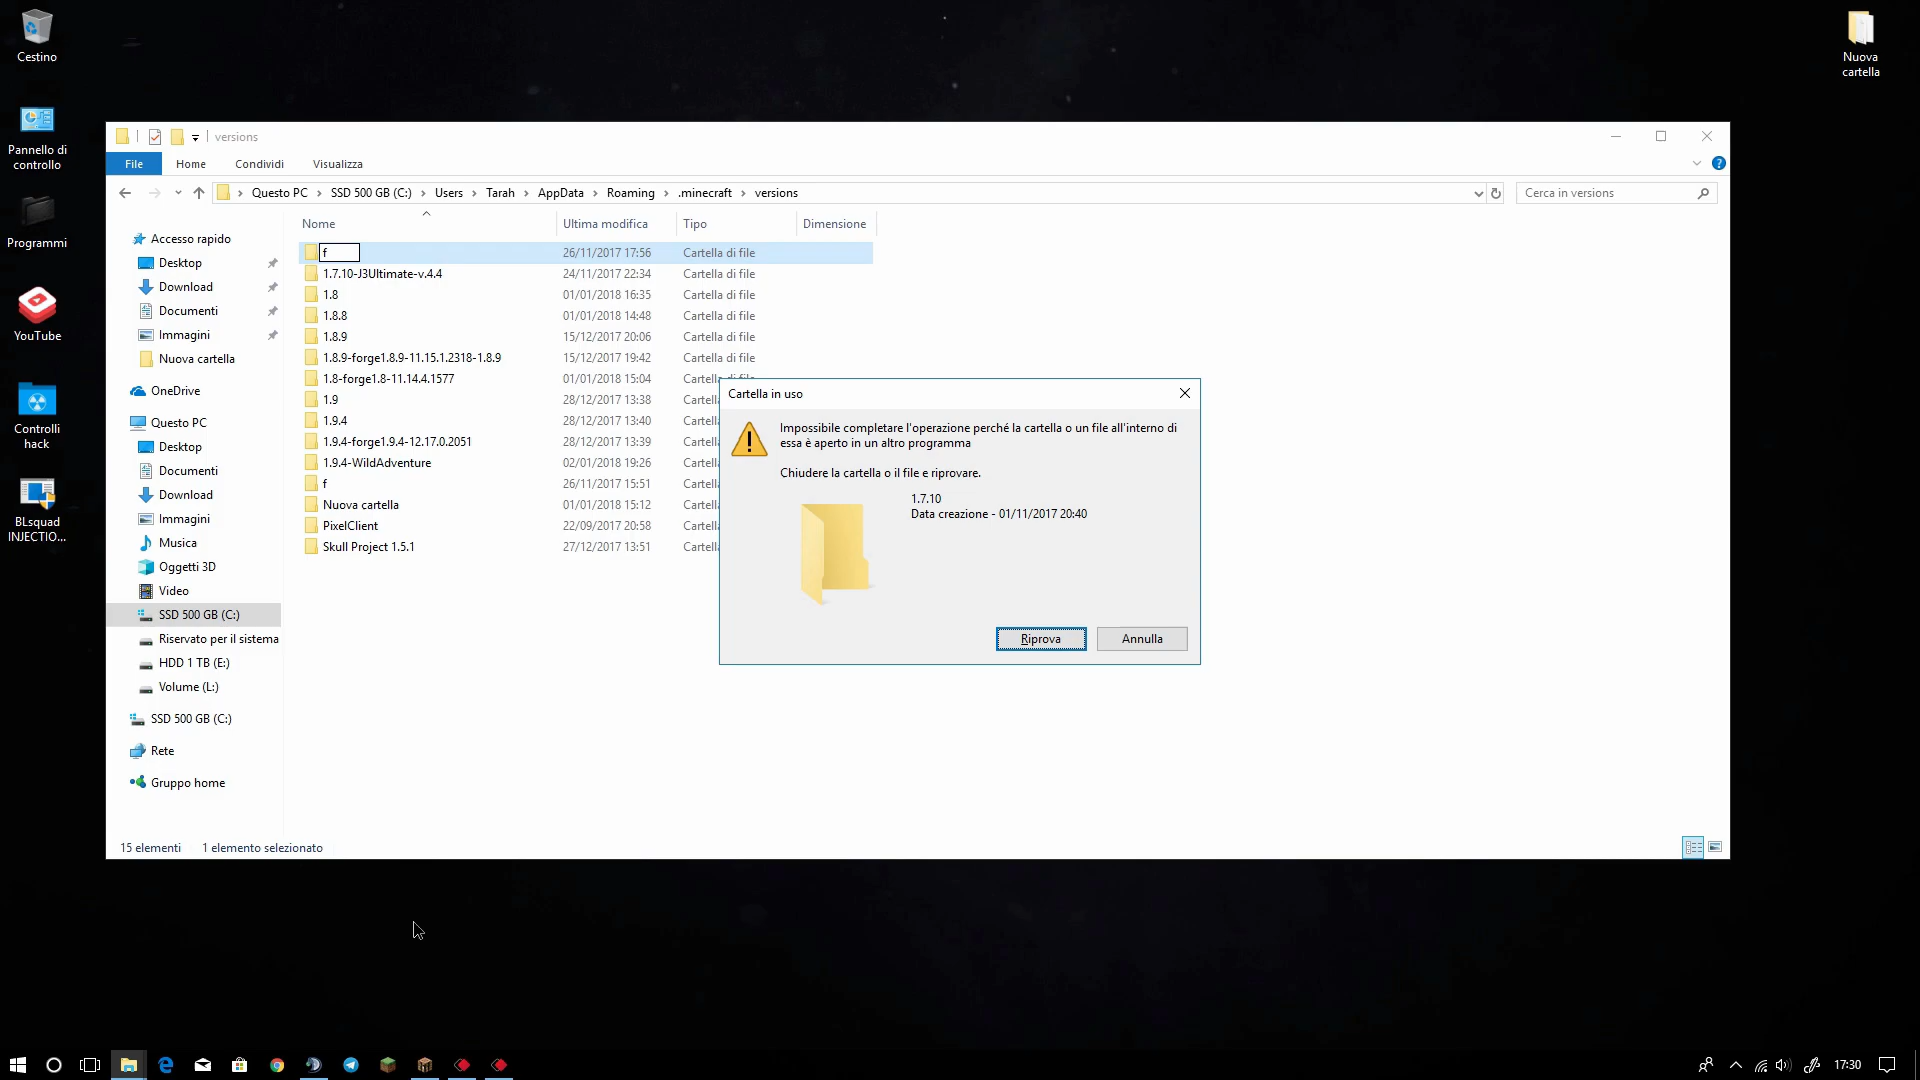 Cestino
Nuova
cartella
Pannello di
controllo
Programmi
YouTube
Controlli
hack
BLsquad
INJECTIO...
versions
File Home Condividi Visualizza
Questo PC › SSD 500 GB (C:) › Users › Tarah › AppData › Roaming › .minecraft › versions
Cerca in versions
Accesso rapido
Desktop
Download
Documenti
Immagini
Nuova cartella
OneDrive
Questo PC
Desktop
Documenti
Download
Immagini
Musica
Oggetti 3D
Video
SSD 500 GB (C:)
Riservato per il sistema
HDD 1 TB (E:)
Volume (L:)
SSD 500 GB (C:)
Rete
Gruppo home
Nome Ultima modifica Tipo Dimensione
f 26/11/2017 17:56 Cartella di file
1.7.10-J3Ultimate-v.4.4 24/11/2017 22:34 Cartella di file
1.8 01/01/2018 16:35 Cartella di file
1.8.8 01/01/2018 14:48 Cartella di file
1.8.9 15/12/2017 20:06 Cartella di file
1.8.9-forge1.8.9-11.15.1.2318-1.8.9 15/12/2017 19:42 Cartella di file
1.8-forge1.8-11.14.4.1577 01/01/2018 15:04 Cartella di file
1.9 28/12/2017 13:38 Cartell
1.9.4 28/12/2017 13:40 Cartell
1.9.4-forge1.9.4-12.17.0.2051 28/12/2017 13:39 Cartell
1.9.4-WildAdventure 02/01/2018 19:26 Cartell
f 26/11/2017 15:51 Cartell
Nuova cartella 01/01/2018 15:12 Cartell
PixelClient 22/09/2017 20:58 Cartell
Skull Project 1.5.1 27/12/2017 13:51 Cartell
Cartella in uso
Impossibile completare l'operazione perché la cartella o un file all'interno di
essa è aperto in un altro programma
Chiudere la cartella o il file e riprovare.
1.7.10
Data creazione - 01/11/2017 20:40
Riprova Annulla
15 elementi 1 elemento selezionato
17:30